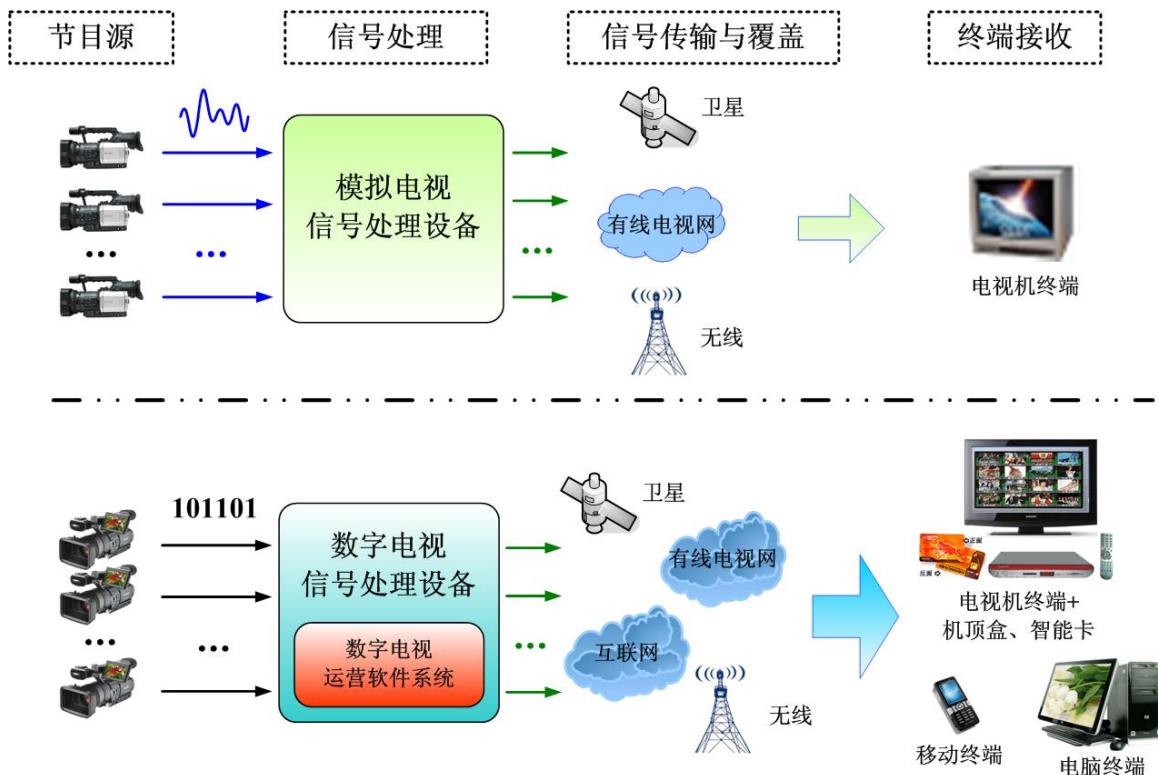 节目源
信号处理
信号传输与覆盖
终端接收
模拟电视
信号处理设备
卫星
有线电视网
无线
电视机终端
101101
数字电视
信号处理设备
数字电视
运营软件系统
卫星
有线电视网
互联网
无线
正面
反面
电视机终端+
机顶盒、智能卡
移动终端
电脑终端